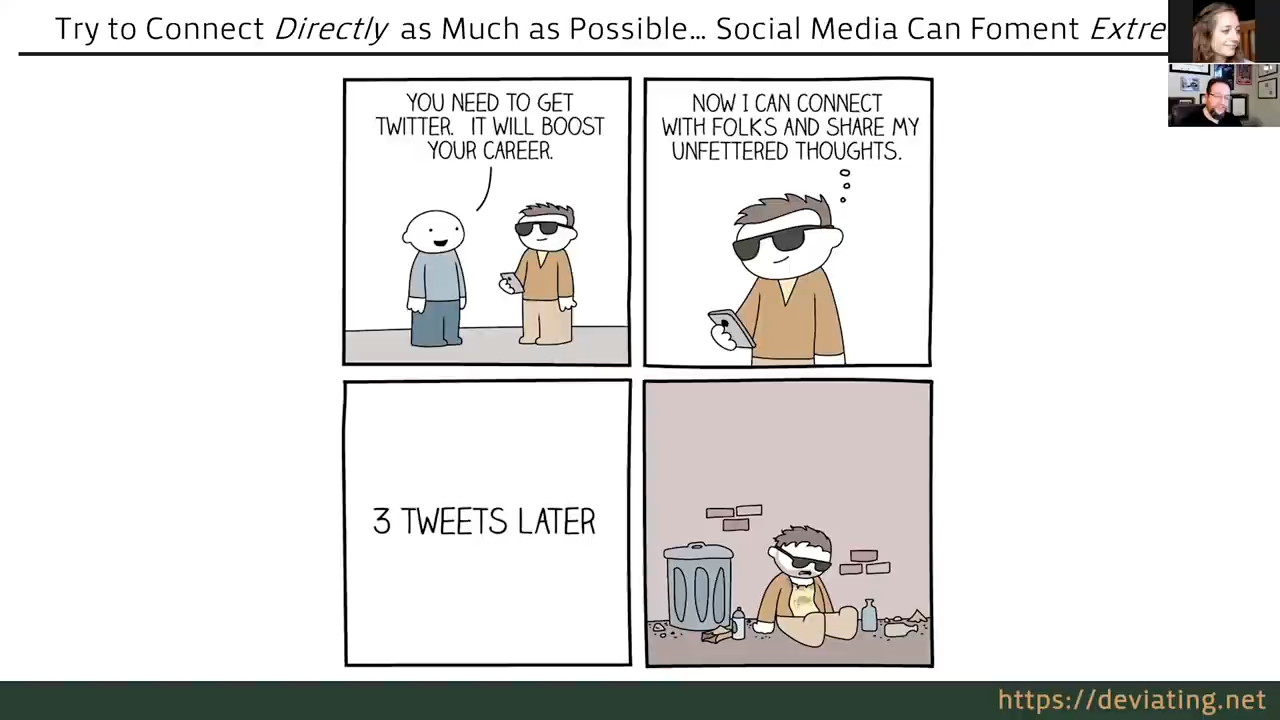 Try to Connect Directly as Much as Possible... Social Media Can Foment Extre
YOU NEED TO GET
TWITTER. IT WILL BOOST
YOUR CAREER.
NOW I CAN CONNECT
WITH FOLKS AND SHARE MY
UNFETTERED THOUGHTS.
3 TWEETS LATER
https://deviating.net